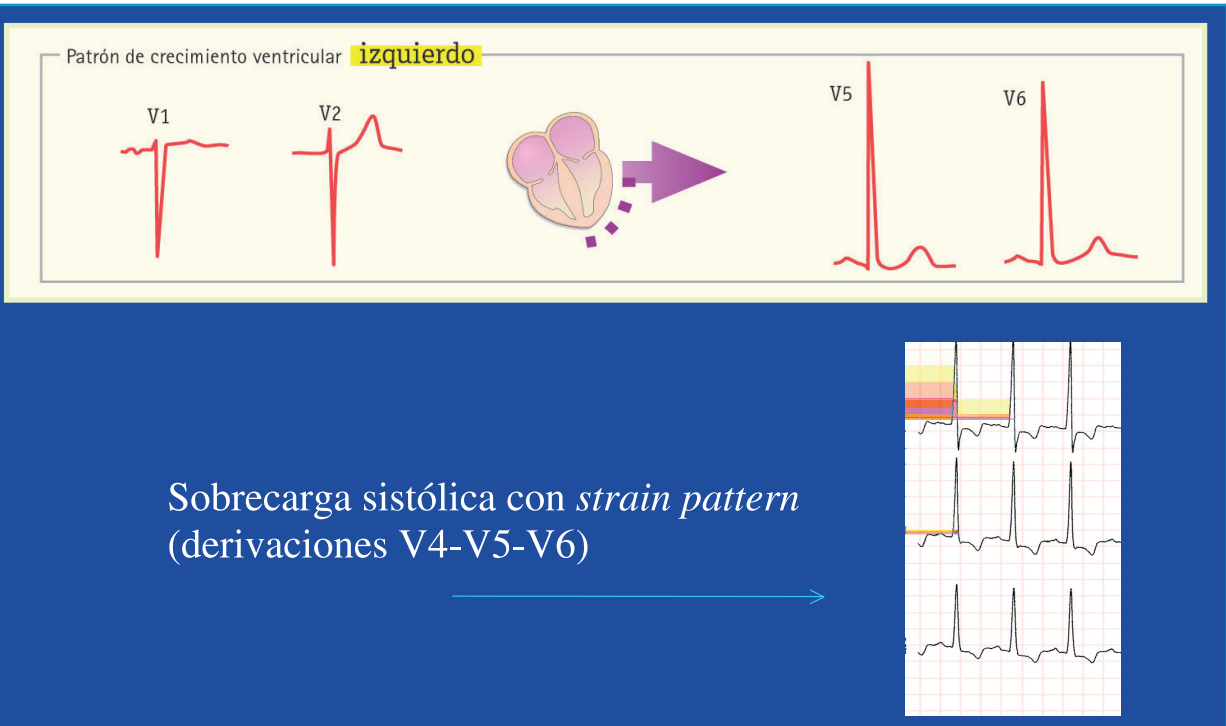 Patrón de crecimiento ventricular izquierdo
V1
V2
V5
V6
Sobrecarga sistólica con strain pattern
(derivaciones V4-V5-V6)